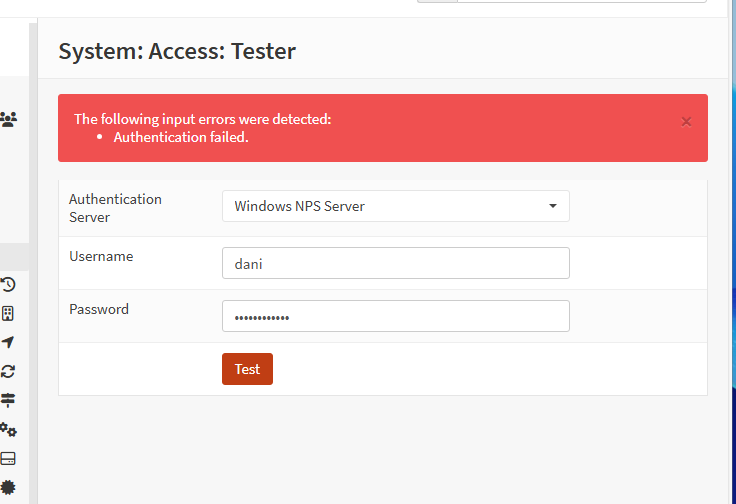 System: Access: Tester
The following input errors were detected:
Authentication failed.
Authentication
Server
Windows NPS Server
Username
dani
Password
••••••••••••
Test